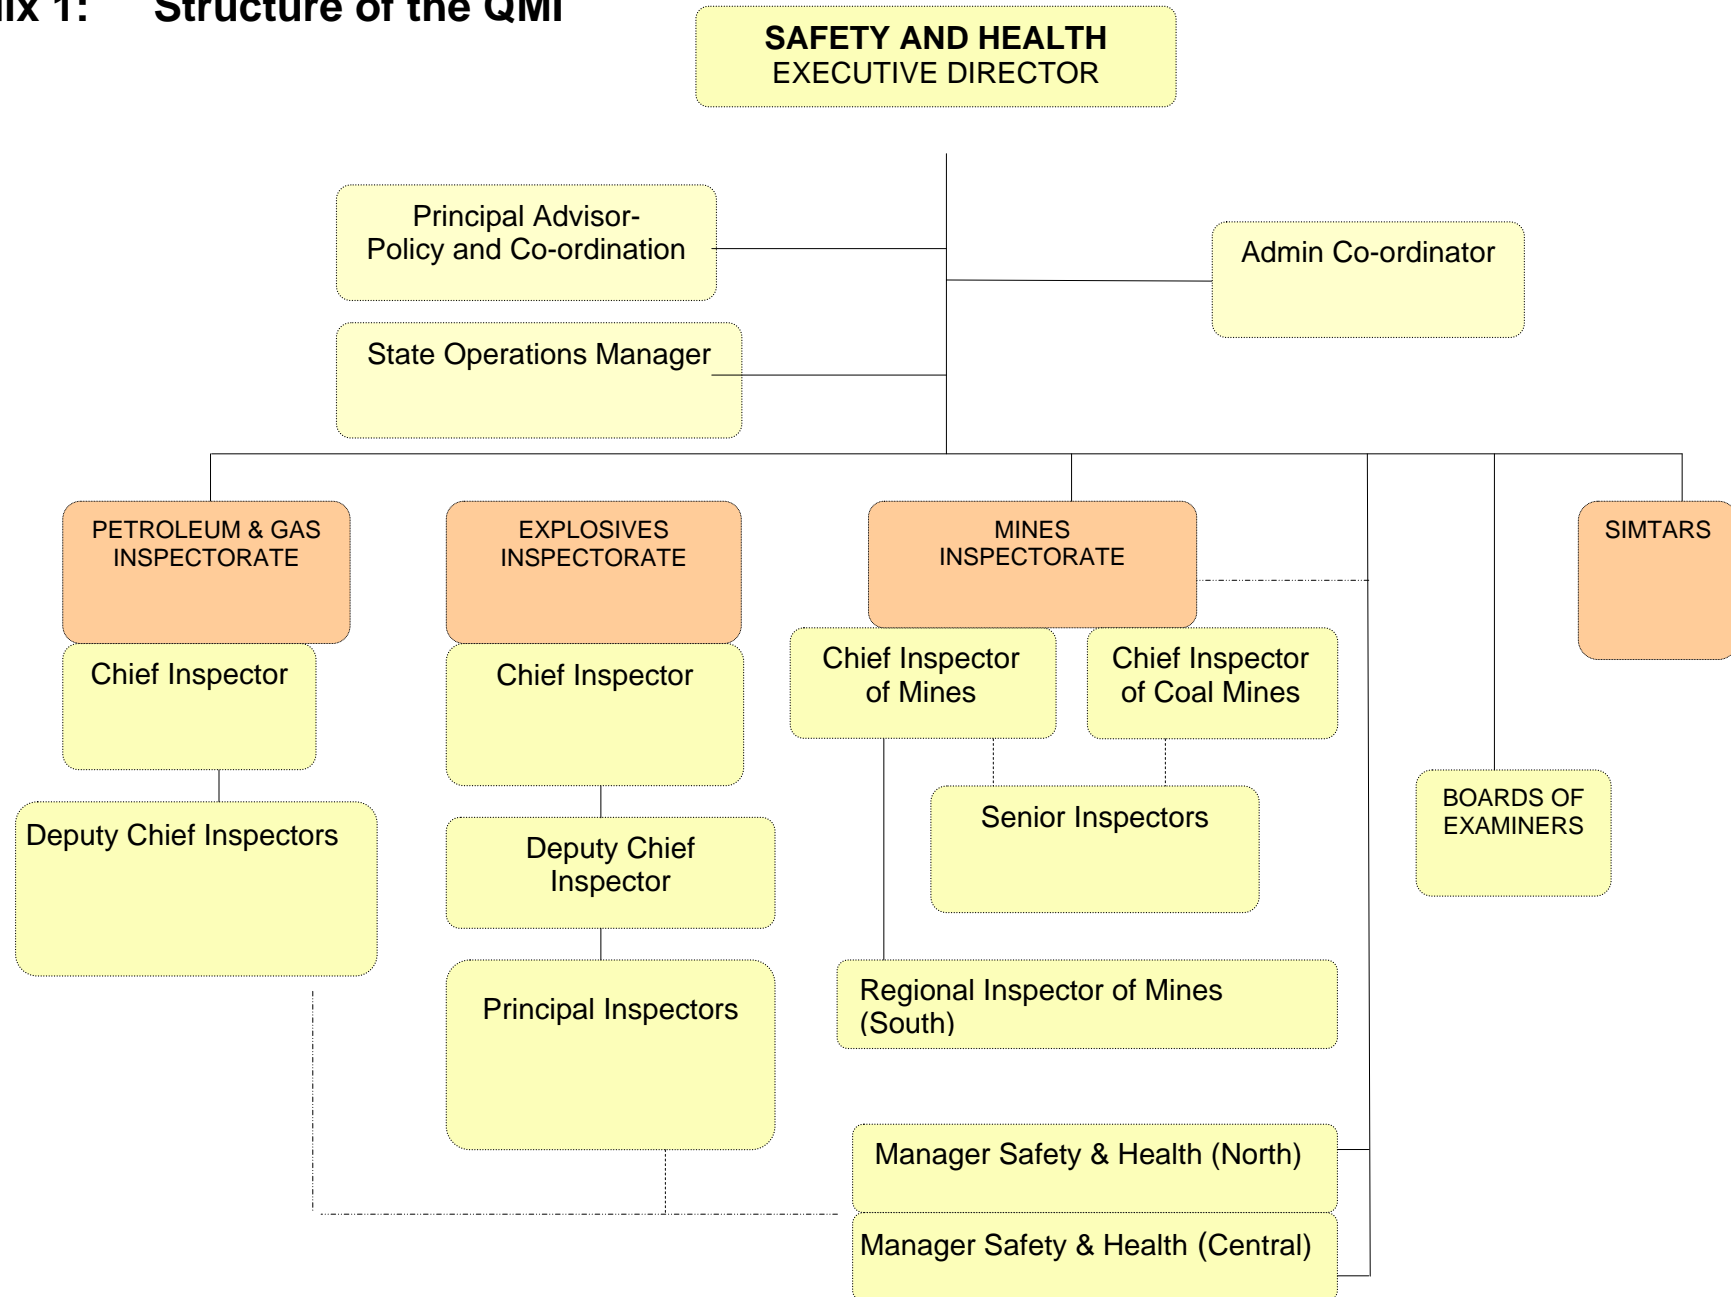 ix 1: Structure of the QMI
SAFETY AND HEALTH
EXECUTIVE DIRECTOR
Principal Advisor-
Policy and Co-ordination
Admin Co-ordinator
State Operations Manager
PETROLEUM & GAS
INSPECTORATE
EXPLOSIVES
INSPECTORATE
MINES
INSPECTORATE
SIMTARS
Chief Inspector
Chief Inspector
Chief Inspector
of Mines
Chief Inspector
of Coal Mines
Deputy Chief Inspectors
Deputy Chief
Inspector
Senior Inspectors
BOARDS OF
EXAMINERS
Principal Inspectors
Regional Inspector of Mines
(South)
Manager Safety & Health (North)
Manager Safety & Health (Central)